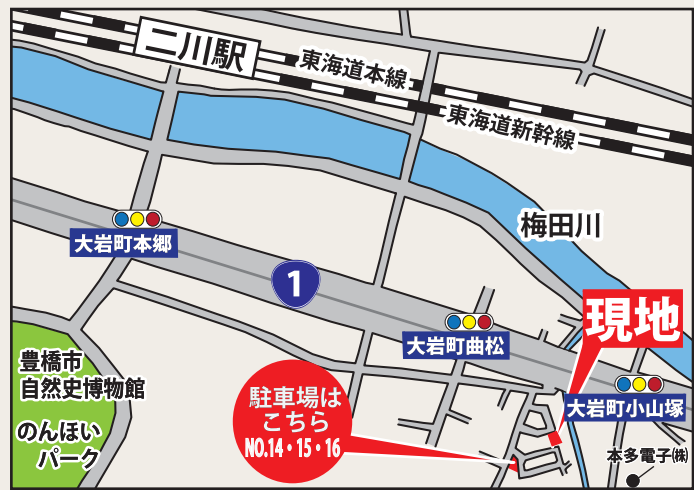 二川駅
東海道本線
東海道新幹線
梅田川
大岩町本郷
1
現地
大岩町曲松
豊橋市
自然史博物館
のんほい
パーク
駐車場は
こちら
NO.14・15・16
大岩町小山塚
本多電子㈱